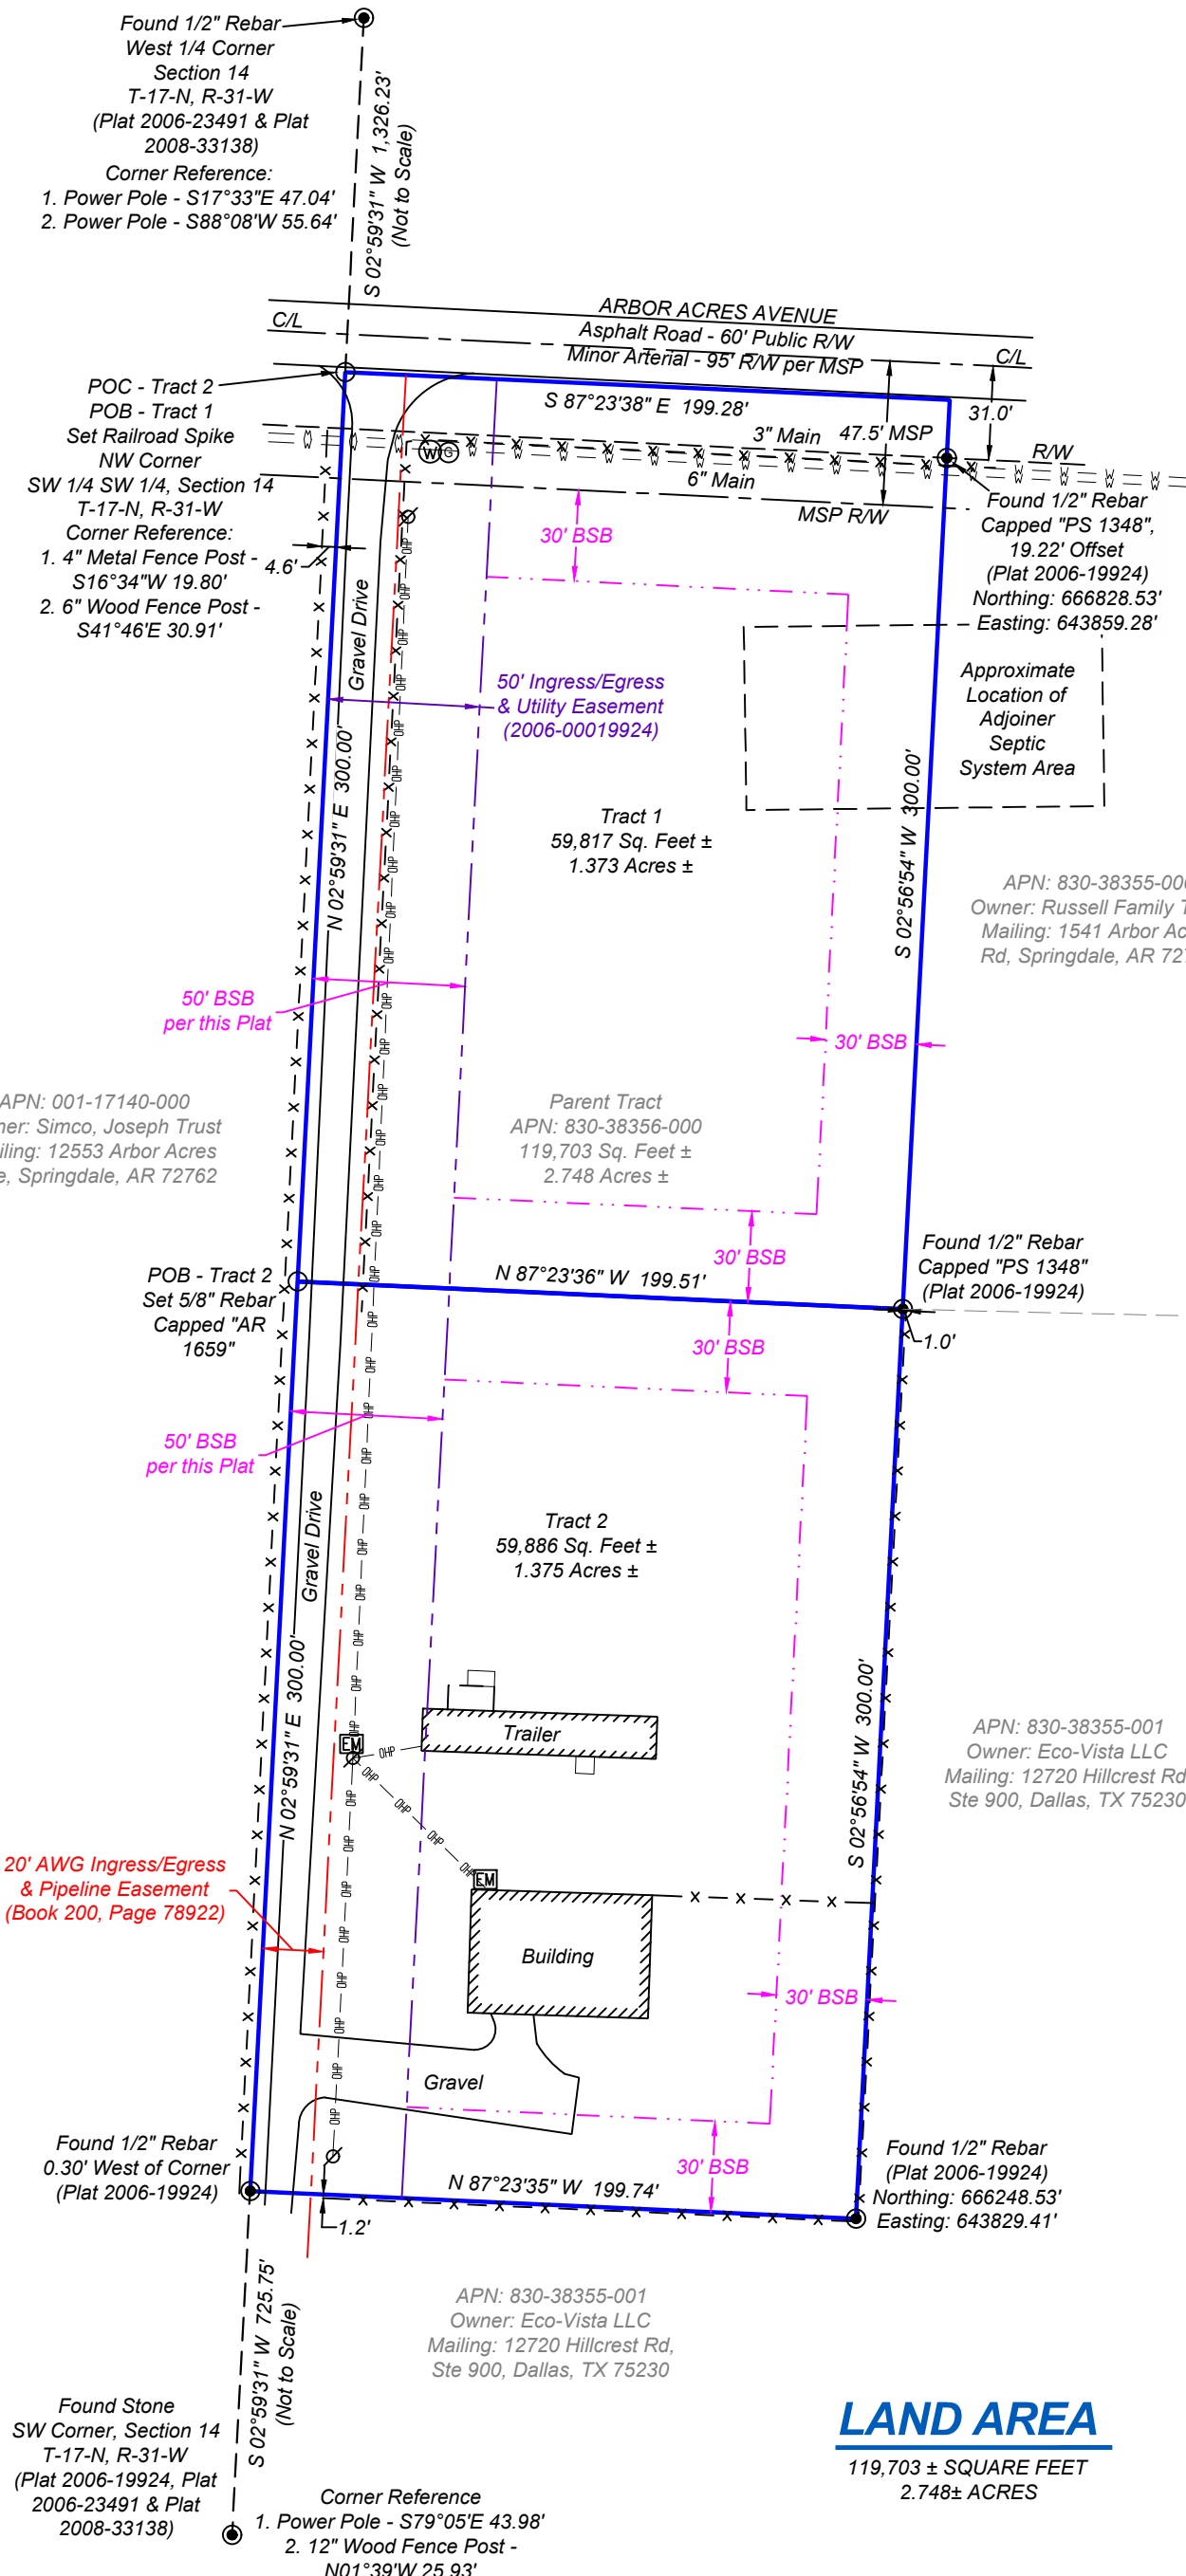 Found 1/2" Rebar
West 1/4 Corner
Section 14
T-17-N, R-31-W
(Plat 2006-23491 & Plat
2008-33138)
Corner Reference:
1. Power Pole - S17°33"E 47.04'
2. Power Pole - S88°08'W 55.64'
S 02°59'31" W 1,326.23'
(Not to Scale)
ARBOR ACRES AVENUE
C/L
Asphalt Road - 60' Public R/W
Minor Arterial - 95' R/W per MSP
C/L
POC - Tract 2
POB - Tract 1
Set Railroad Spike
NW Corner
SW 1/4 SW 1/4, Section 14
T-17-N, R-31-W
Corner Reference:
1. 4" Metal Fence Post -
S16°34"W 19.80'
2. 6" Wood Fence Post -
S41°46'E 30.91'
4.6'
S 87°23'38" E 199.28'
31.0'
3" Main
47.5' MSP
R/W
W
G
6" Main
MSP R/W
Found 1/2" Rebar
Capped "PS 1348",
19.22' Offset
(Plat 2006-19924)
Northing: 666828.53'
Easting: 643859.28'
30' BSB
Gravel Drive
50' Ingress/Egress
& Utility Easement
(2006-00019924)
Approximate
Location of
Adjoiner
Septic
System Area
N 02°59'31" E 300.00'
S 02°56'54" W 300.00'
Tract 1
59,817 Sq. Feet ±
1.373 Acres ±
APN: 830-38355-000
Owner: Russell Family
Mailing: 1541 Arbor
Rd, Springdale, AR
50' BSB
per this Plat
30' BSB
APN: 001-17140-000
Simco, Joseph Trust
12553 Arbor Acres
Springdale, AR 72762
Parent Tract
APN: 830-38356-000
119,703 Sq. Feet ±
2.748 Acres ±
30' BSB
Found 1/2" Rebar
Capped "PS 1348"
(Plat 2006-19924)
POB - Tract 2
Set 5/8" Rebar
Capped "AR
1659"
N 87°23'36" W 199.51'
30' BSB
1.0'
50' BSB
per this Plat
Gravel Drive
Tract 2
59,886 Sq. Feet ±
1.375 Acres ±
N 02°59'31" E 300.00'
S 02°56'54" W 300.00'
Trailer
EM
OHP
APN: 830-38355-001
Owner: Eco-Vista LLC
Mailing: 12720 Hillcrest Rd
Ste 900, Dallas, TX 75230
20' AWG Ingress/Egress
& Pipeline Easement
(Book 200, Page 78922)
EM
Building
30' BSB
Gravel
Found 1/2" Rebar
0.30' West of Corner
(Plat 2006-19924)
30' BSB
N 87°23'35" W 199.74'
1.2'
Found 1/2" Rebar
(Plat 2006-19924)
Northing: 666248.53'
Easting: 643829.41'
S 02°59'31" W 725.75'
(Not to Scale)
APN: 830-38355-001
Owner: Eco-Vista LLC
Mailing: 12720 Hillcrest Rd,
Ste 900, Dallas, TX 75230
Found Stone
SW Corner, Section 14
T-17-N, R-31-W
(Plat 2006-19924, Plat
2006-23491 & Plat
2008-33138)
Corner Reference
1. Power Pole - S79°05'E 43.98'
2. 12" Wood Fence Post -
N01°39'W 25.93'
LAND AREA
119,703 ± SQUARE FEET
2.748± ACRES